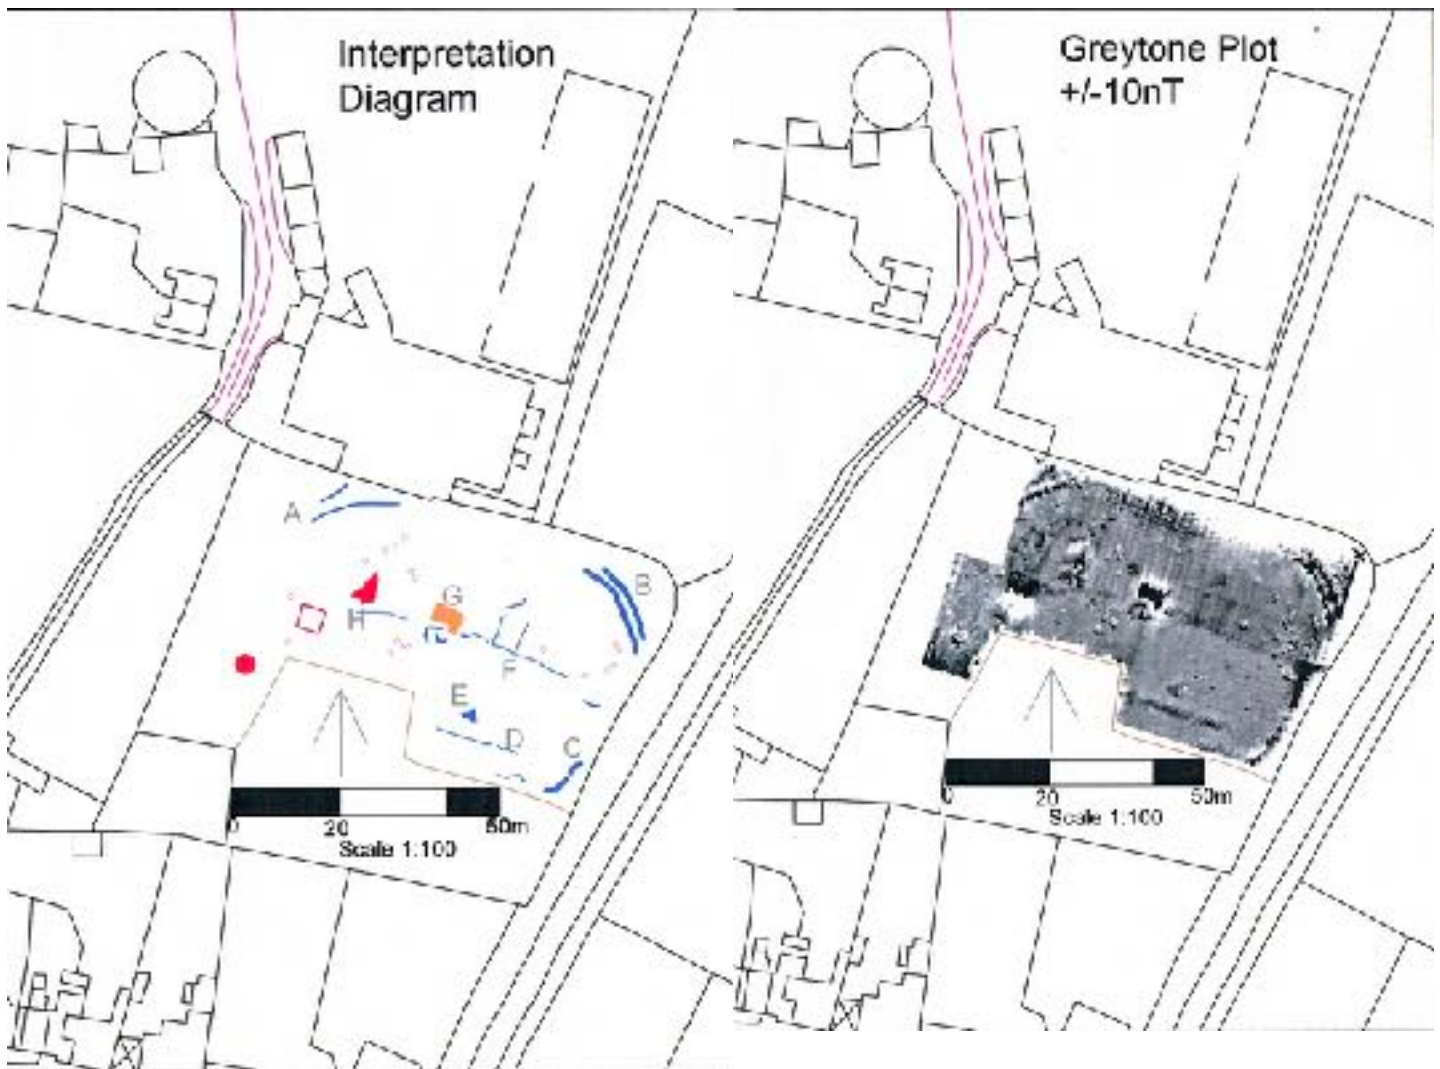 Interpretation
Diagram
A
B
G
H
F
E
D
C
0 20 50m
Scale 1:100
Greytone Plot
+/-10nT
0 20 50m
Scale 1:100